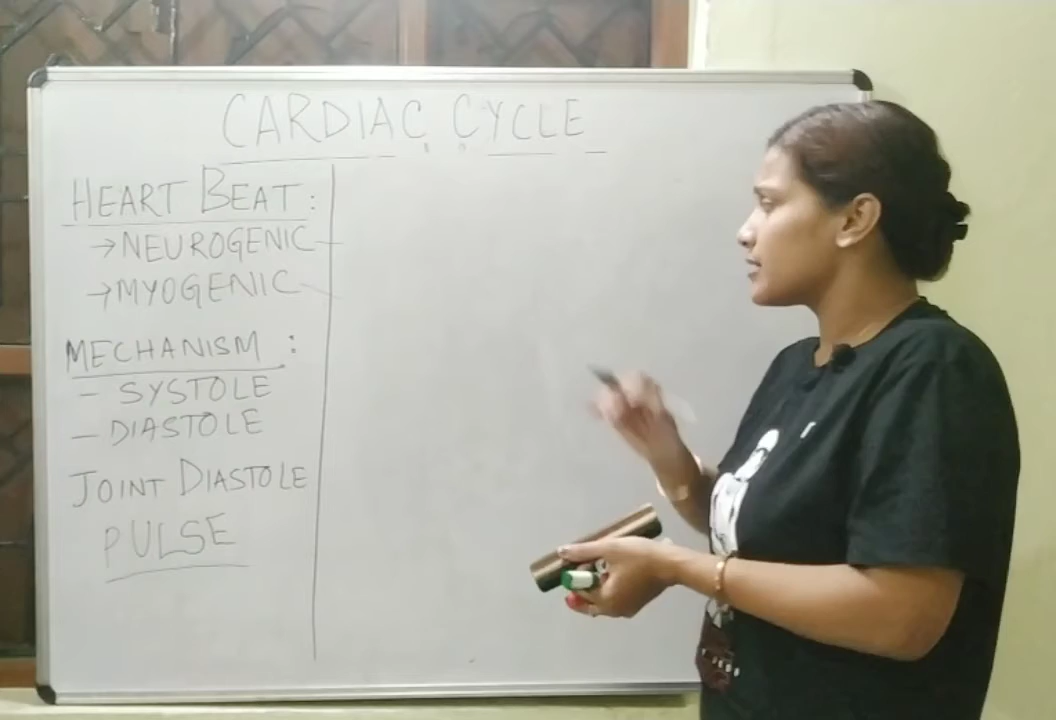 CARDIAC CYCLE
HEART BEAT:
→NEUROGENIC
→MYOGENIC
MECHANISM :
- SYSTOLE
- DIASTOLE
JOINT DIASTOLE
PULSE